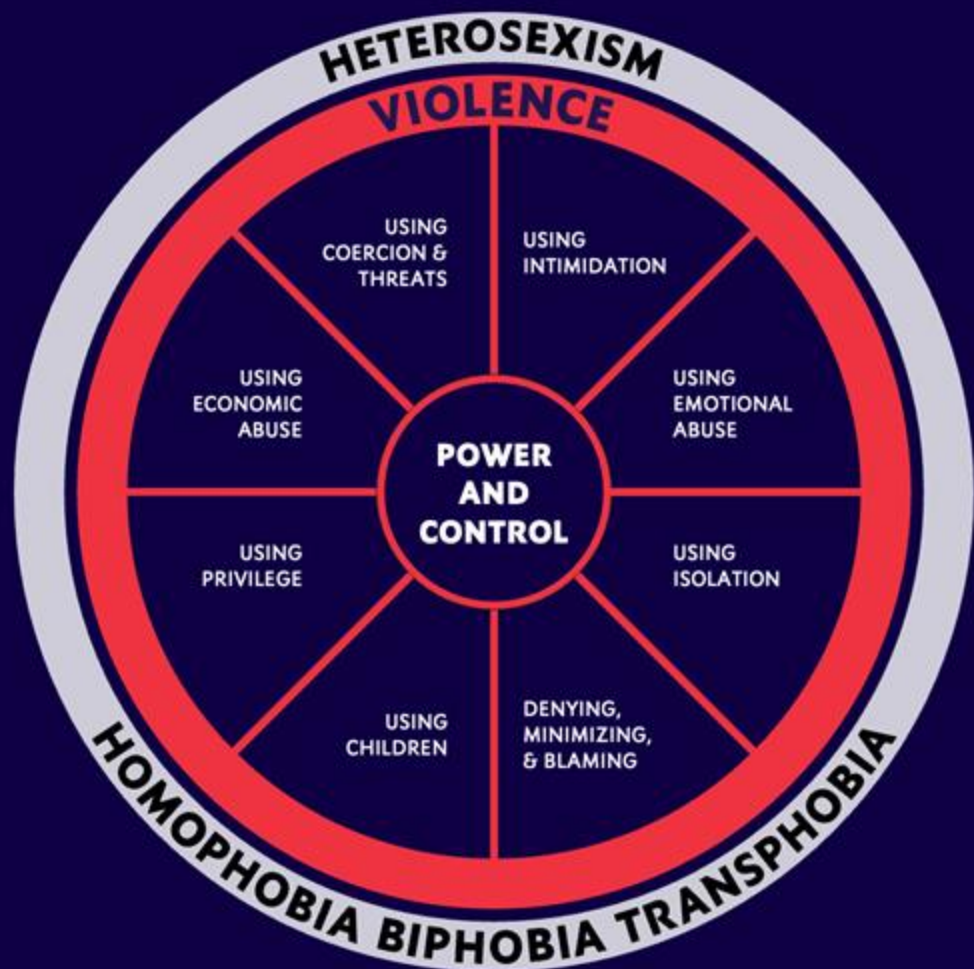 HETEROSEXISM
VIOLENCE
USING
COERCION &
THREATS
USING
INTIMIDATION
USING
ECONOMIC
ABUSE
USING
EMOTIONAL
ABUSE
POWER
AND
CONTROL
USING
PRIVILEGE
USING
ISOLATION
USING
CHILDREN
DENYING,
MINIMIZING,
& BLAMING
HOMOPHOBIA BIPHOBIA TRANSPHOBIA